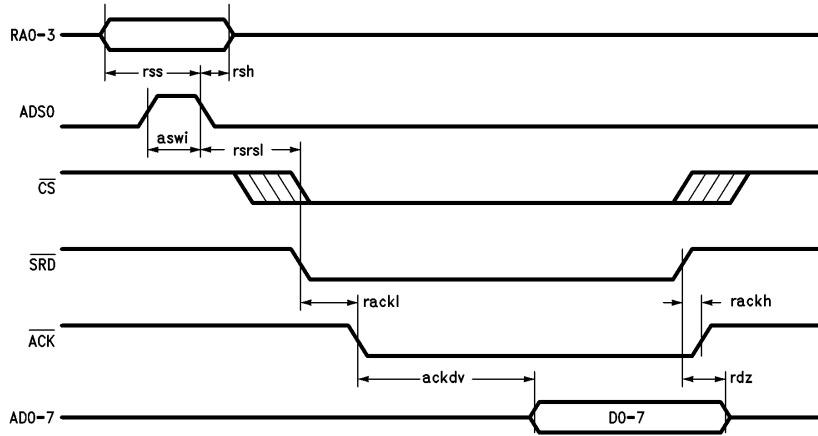 RA0-3
rss
rsh
ADS0
aswi
rsrsl
CS
SRD
rackl
rackh
ACK
ackdv
rdz
AD0-7
D0-7